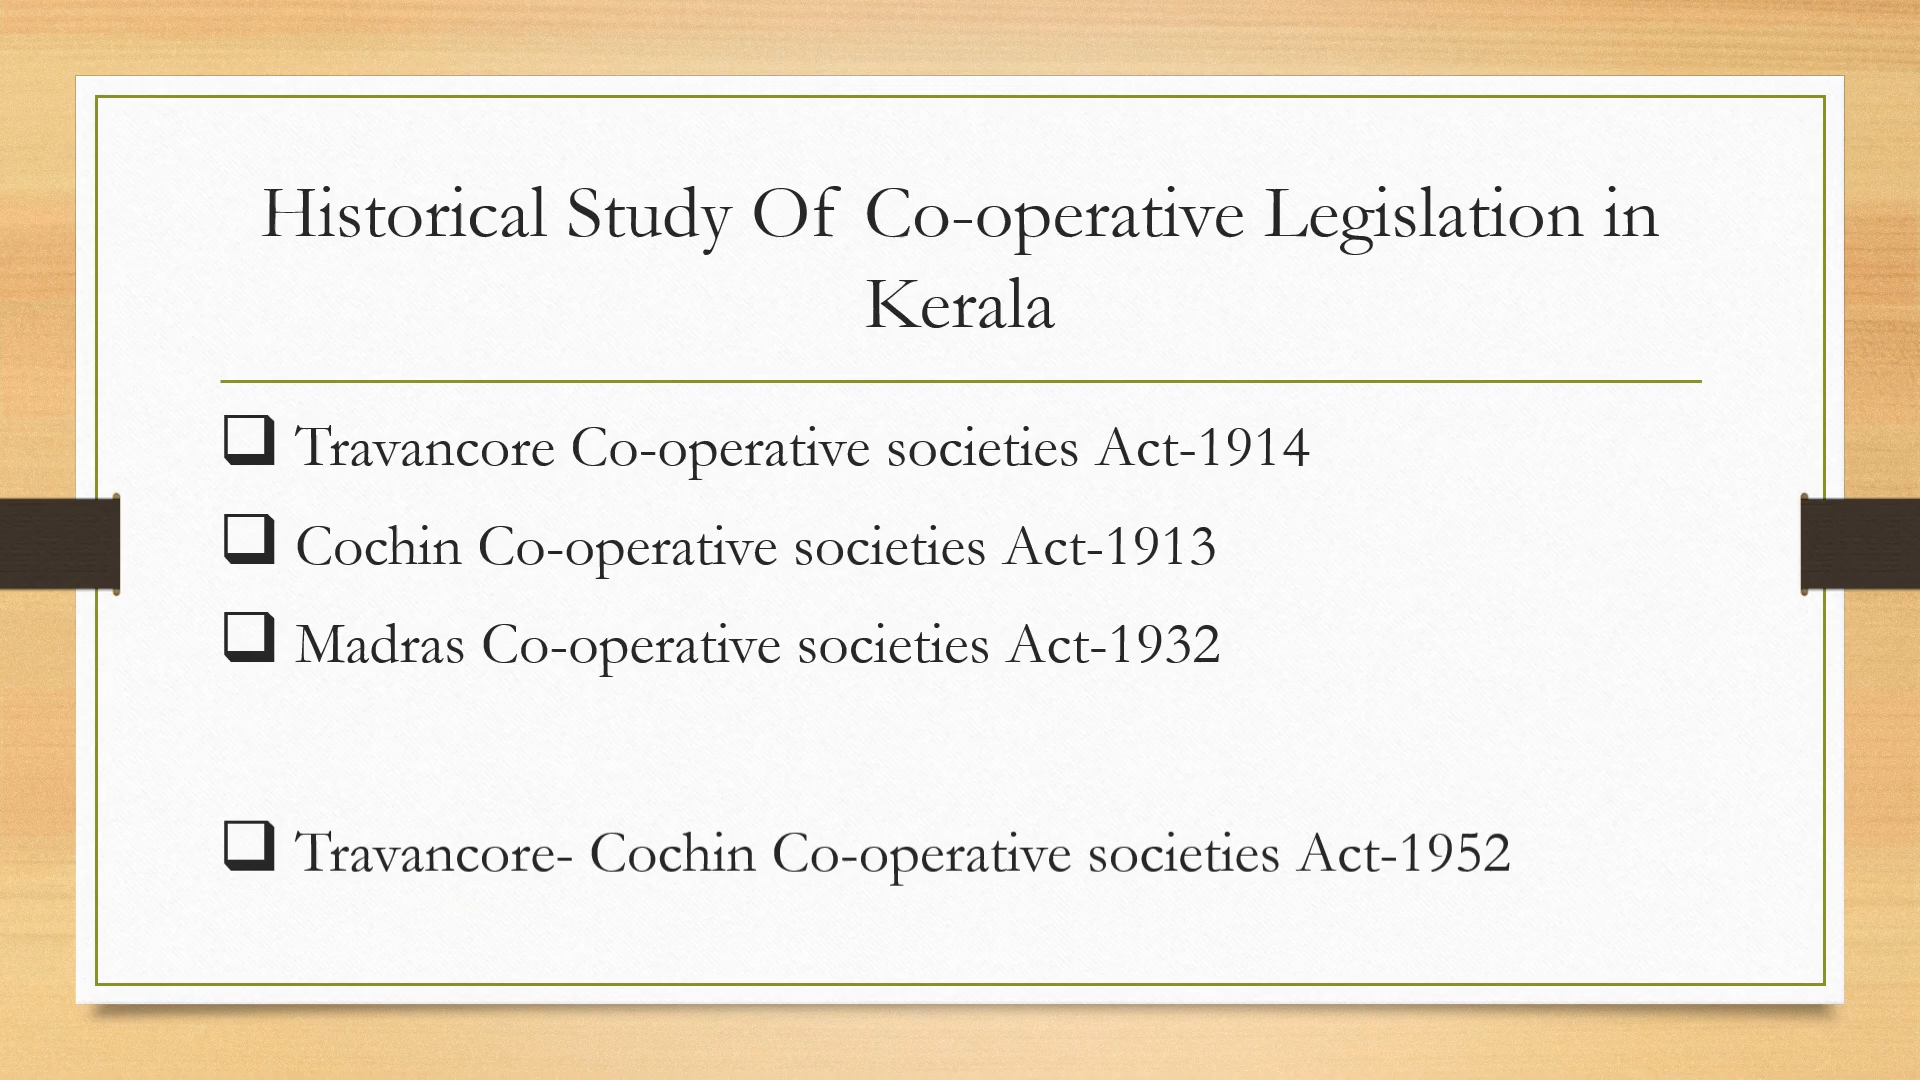 Historical Study Of Co-operative Legislation in
Kerala
Travancore Co-operative societies Act-1914
Cochin Co-operative societies Act-1913
Madras Co-operative societies Act-1932
Travancore- Cochin Co-operative societies Act-1952